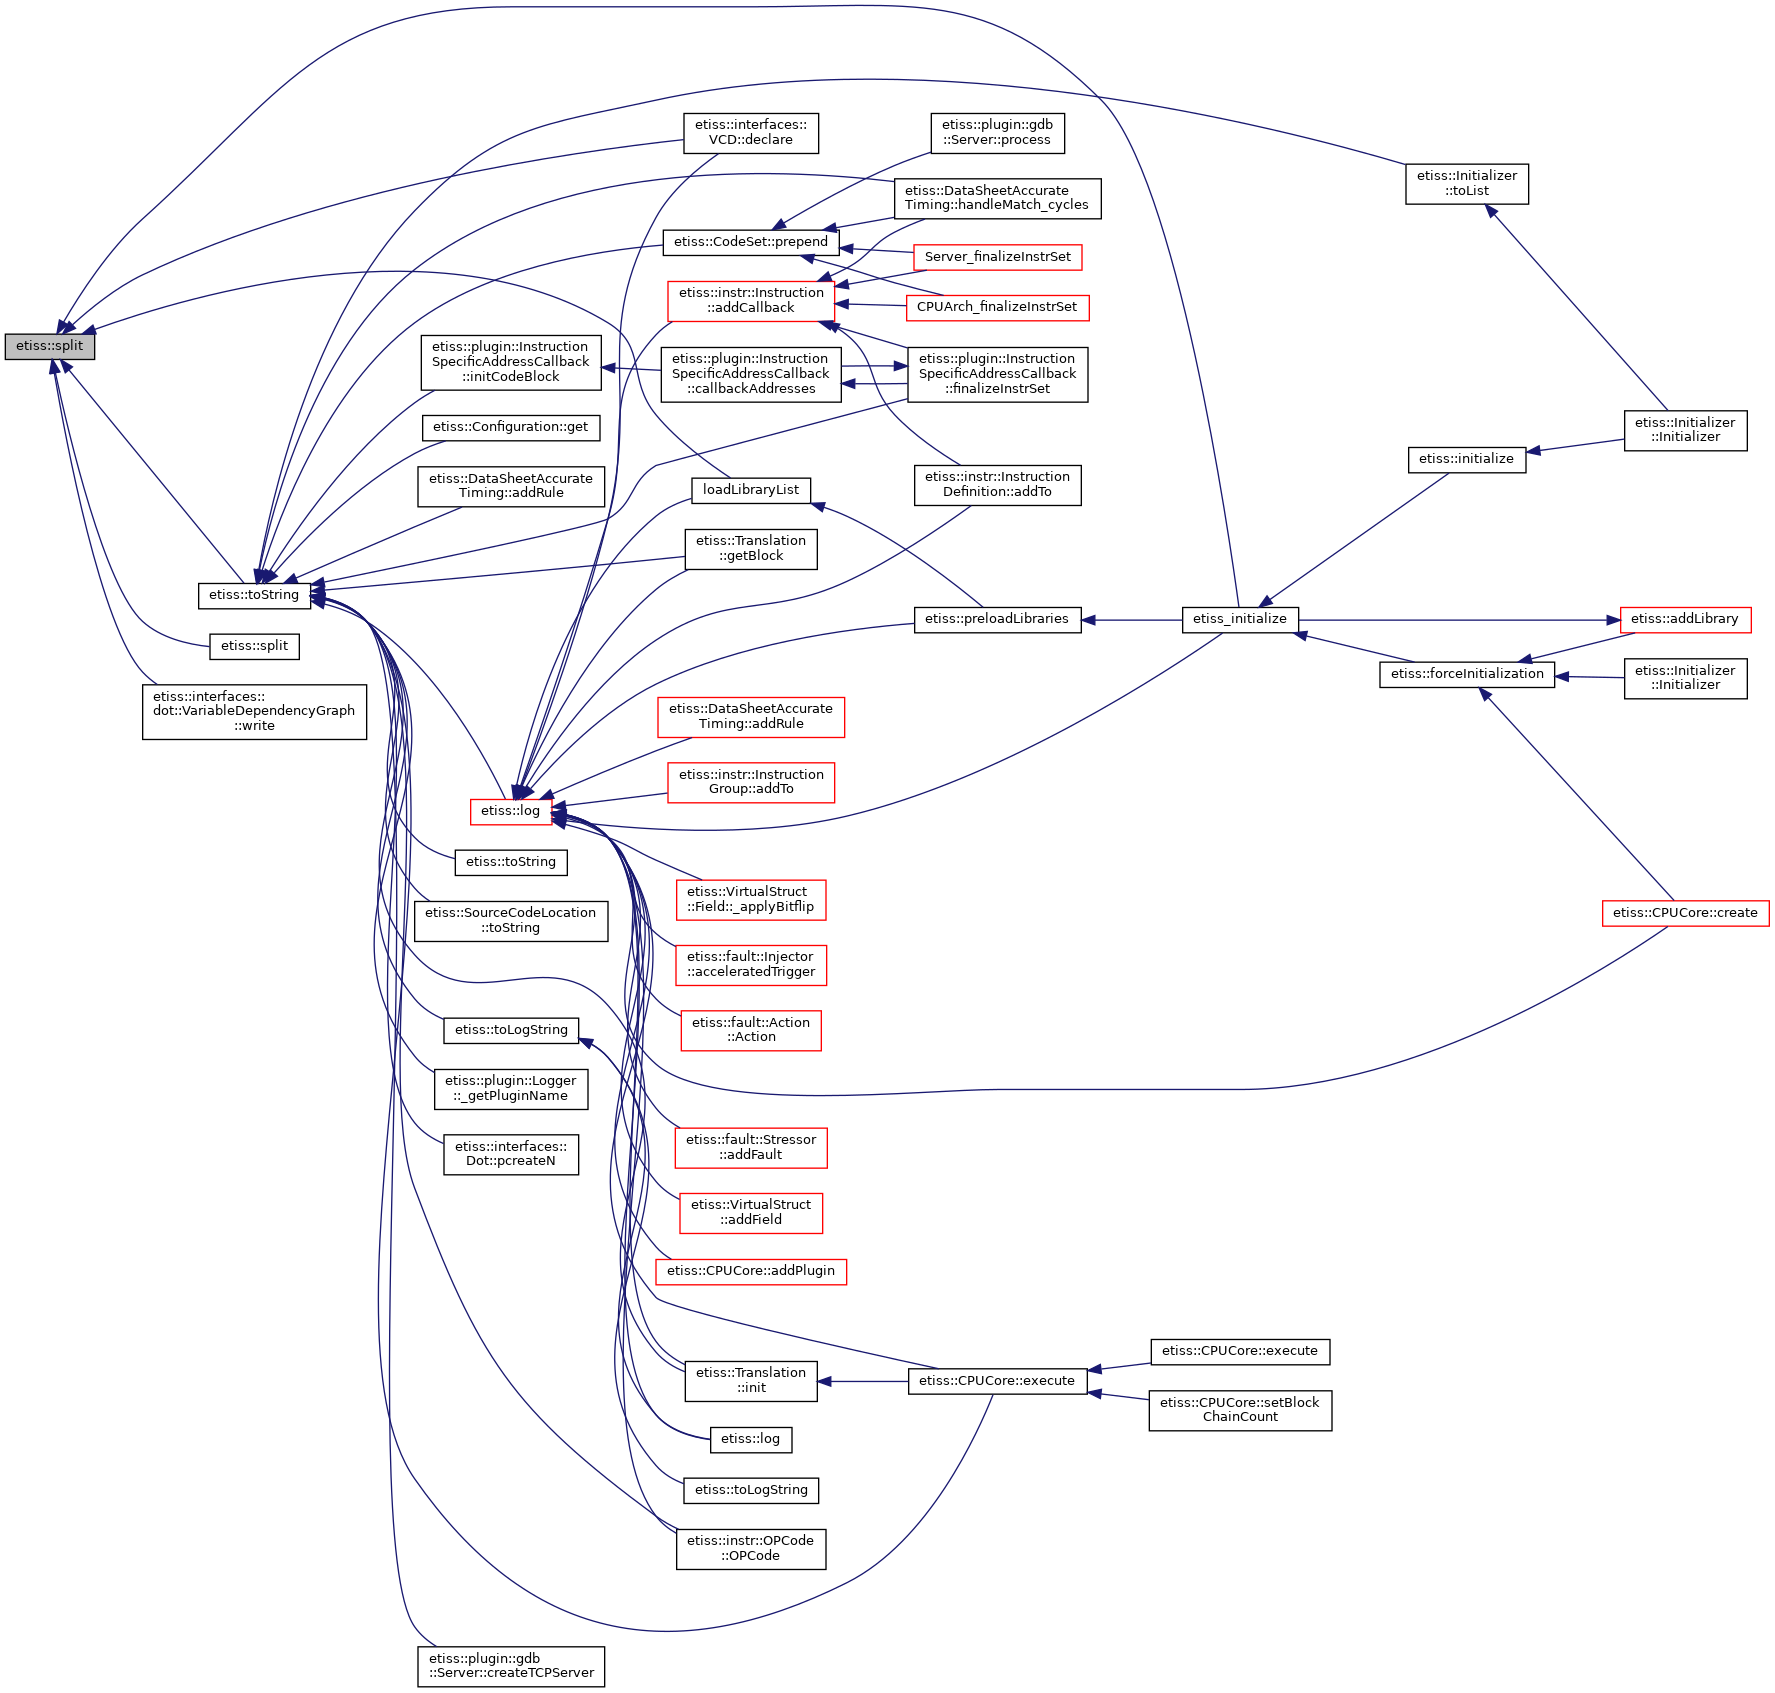 etiss::split
etiss::interfaces::
VCD::declare
etiss::plugin::gdb
::Server::process
etiss::Initializer
::toList
etiss::DataSheetAccurate
Timing::handleMatch_cycles
etiss::CodeSet::prepend
Server_finalizeInstrSet
etiss::instr::Instruction
::addCallback
CPUArch_finalizeInstrSet
etiss::plugin::Instruction
SpecificAddressCallback
::initCodeBlock
etiss::plugin::Instruction
SpecificAddressCallback
::callbackAddresses
etiss::plugin::Instruction
SpecificAddressCallback
::finalizeInstrSet
etiss::Configuration::get
etiss::Initializer
::Initializer
etiss::initialize
etiss::DataSheetAccurate
Timing::addRule
loadLibraryList
etiss::instr::Instruction
Definition::addTo
etiss::Translation
::getBlock
etiss::toString
etiss::preloadLibraries
etiss_initialize
etiss::addLibrary
etiss::split
etiss::forceInitialization
etiss::Initializer
::Initializer
etiss::interfaces::
dot::VariableDependencyGraph
::write
etiss::DataSheetAccurate
Timing::addRule
etiss::instr::Instruction
Group::addTo
etiss::log
etiss::toString
etiss::VirtualStruct
::Field::_applyBitflip
etiss::CPUCore::create
etiss::SourceCodeLocation
::toString
etiss::fault::Injector
::acceleratedTrigger
etiss::toLogString
etiss::fault::Action
::Action
etiss::plugin::Logger
::_getPluginName
etiss::interfaces::
Dot::pcreateN
etiss::fault::Stressor
::addFault
etiss::VirtualStruct
::addField
etiss::CPUCore::addPlugin
etiss::CPUCore::execute
etiss::Translation
::init
etiss::CPUCore::execute
etiss::CPUCore::setBlock
ChainCount
etiss::log
etiss::toLogString
etiss::instr::OPCode
::OPCode
etiss::plugin::gdb
::Server::createTCPServer